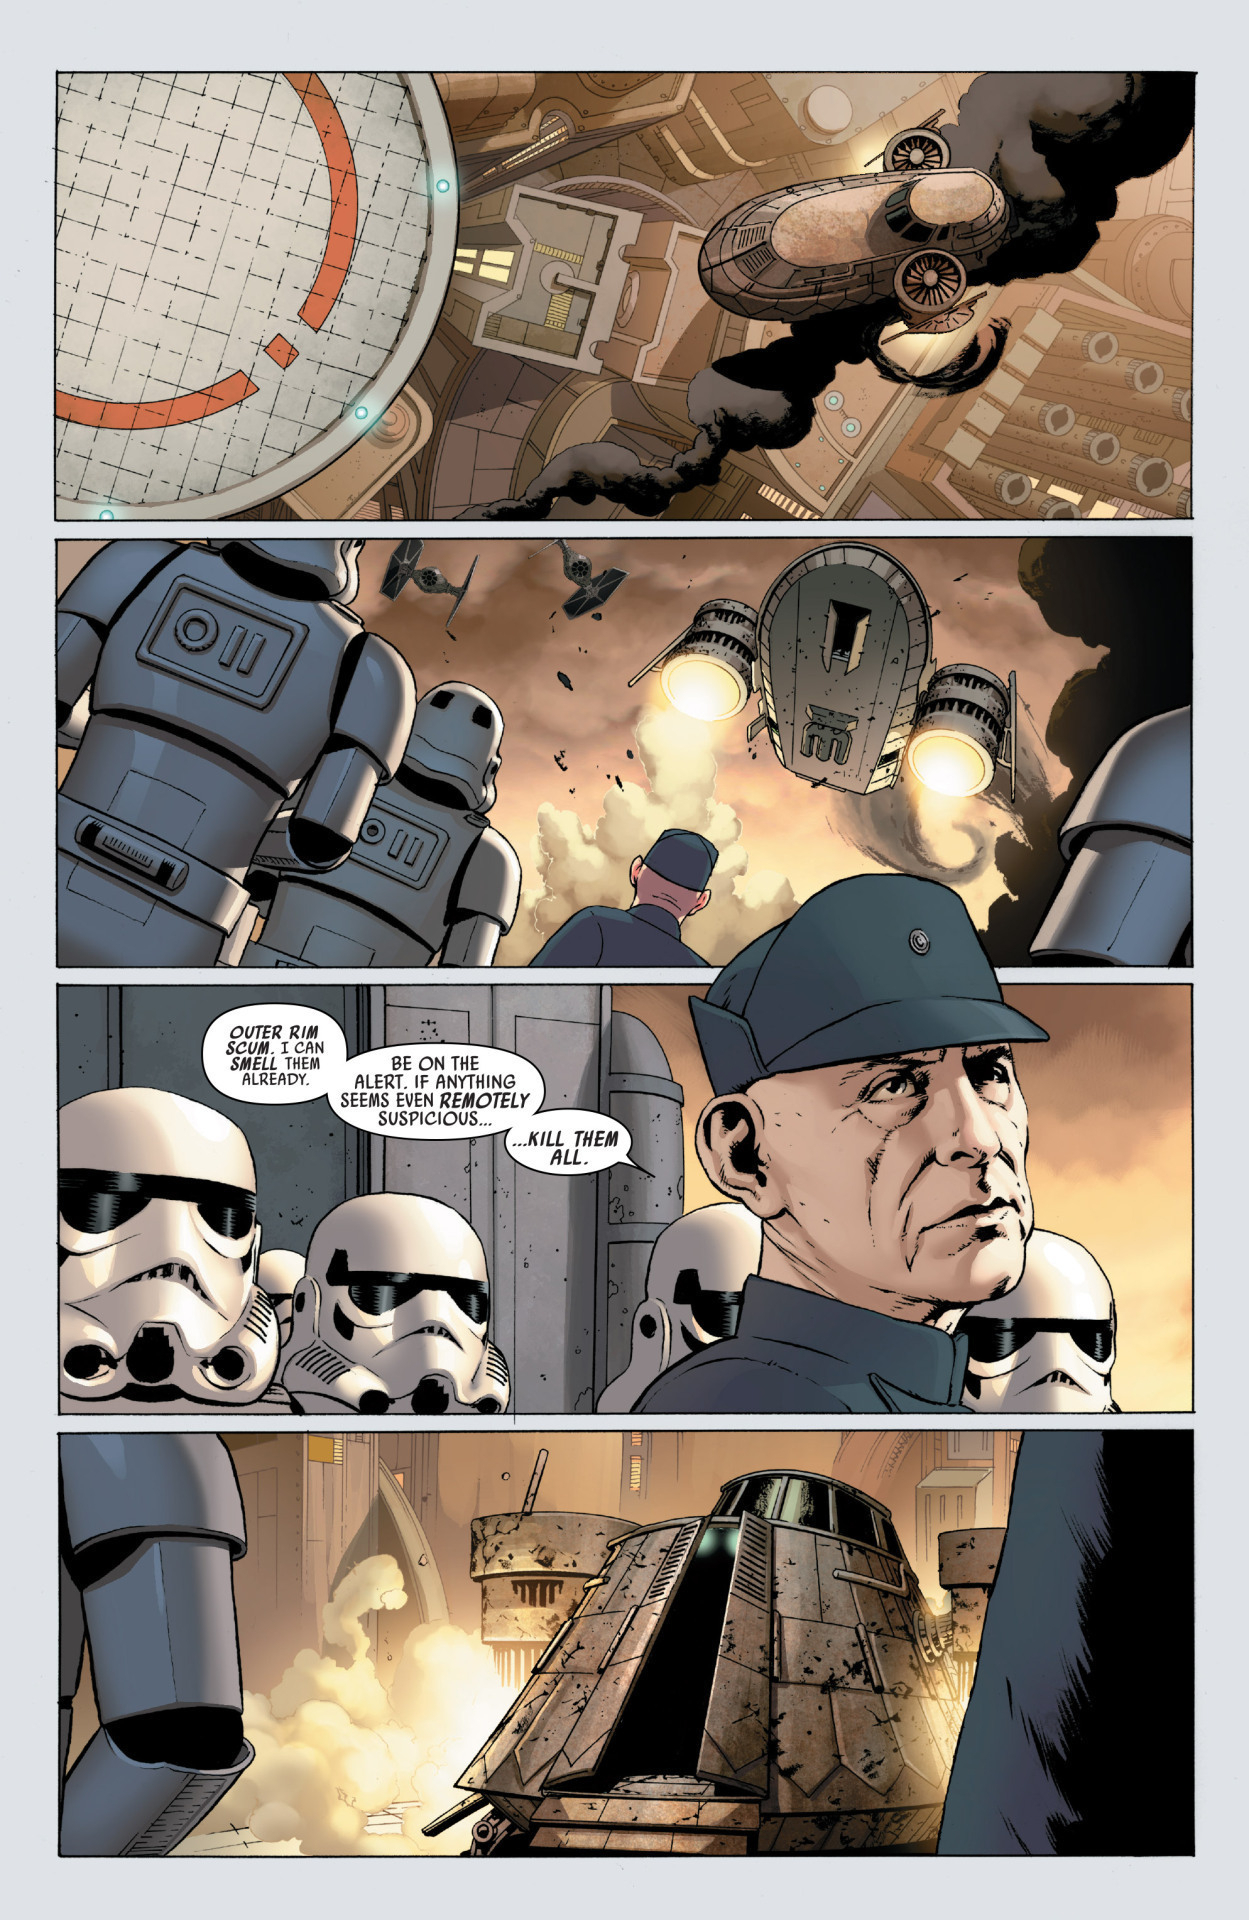 OUTER RIM
SCUM. I CAN
SMELL THEM
ALREADY.
BE ON THE
ALERT. IF ANYTHING
SEEMS EVEN REMOTELY
SUSPICIOUS...
...KILL THEM
ALL.